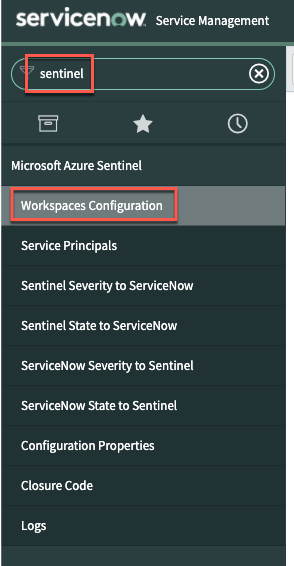 servicenow Service Management
sentinel
Microsoft Azure Sentinel
Workspaces Configuration
Service Principals
Sentinel Severity to ServiceNow
Sentinel State to ServiceNow
ServiceNow Severity to Sentinel
ServiceNow State to Sentinel
Configuration Properties
Closure Code
Logs